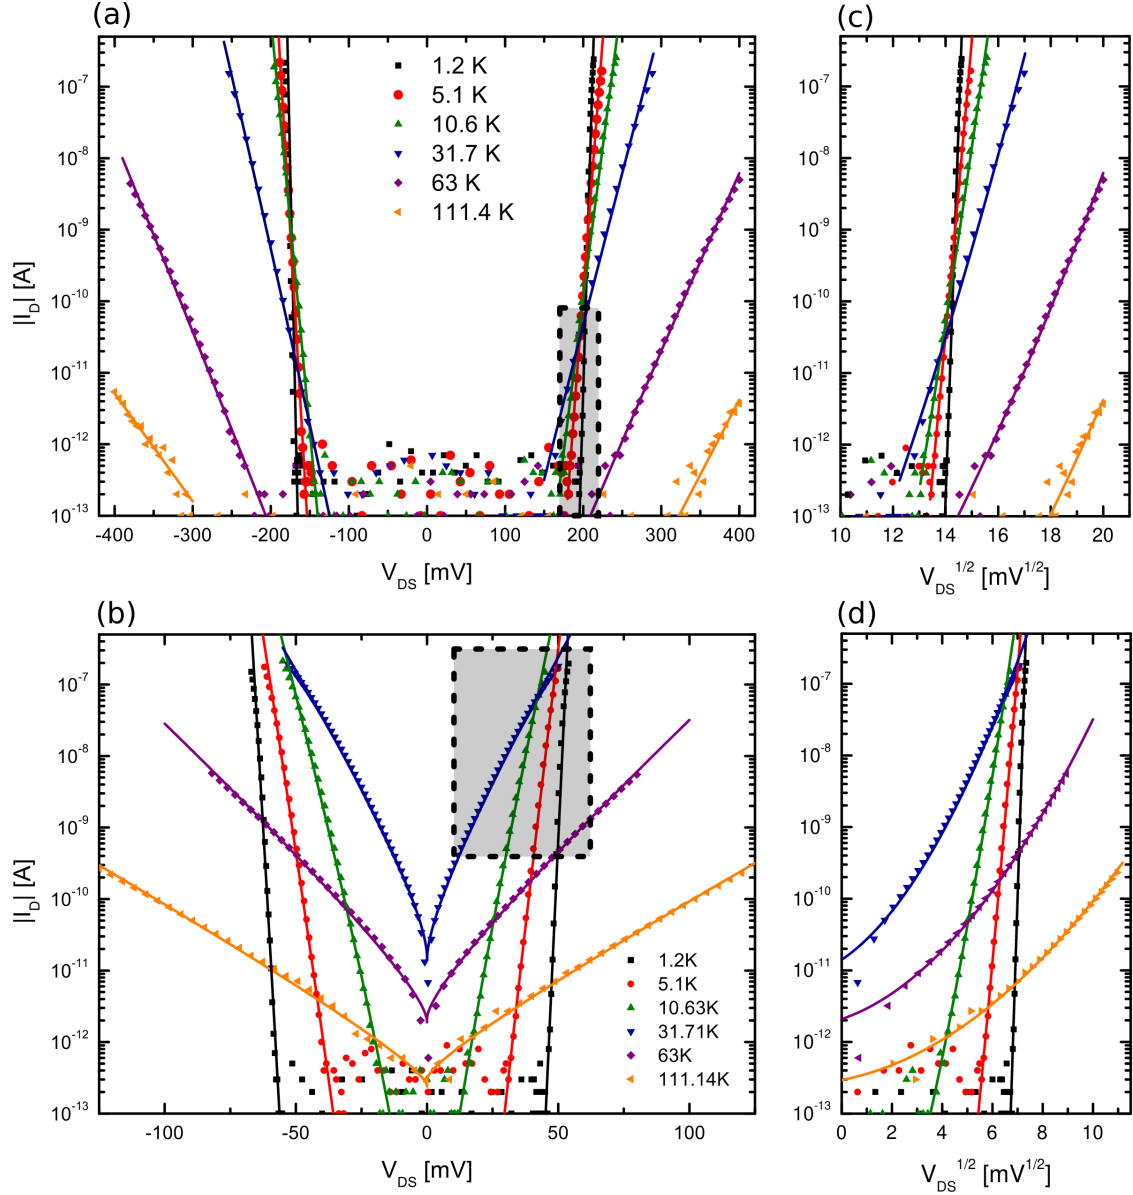 (a)
(c)
10⁻⁷
10⁻⁸
10⁻⁹
10⁻¹⁰
10⁻¹¹
10⁻¹²
10⁻¹³
|I_D| [A]
1.2 K
5.1 K
10.6 K
31.7 K
63 K
111.4 K
-400 -300 -200 -100 0 100 200 300 400
V_DS [mV]
10⁻⁷
10⁻⁸
10⁻⁹
10⁻¹⁰
10⁻¹¹
10⁻¹²
10⁻¹³
10 12 14 16 18 20
V_DS^1/2 [mV^1/2]
(b)
(d)
10⁻⁷
10⁻⁸
10⁻⁹
10⁻¹⁰
10⁻¹¹
10⁻¹²
10⁻¹³
|I_D| [A]
1.2K
5.1K
10.63K
31.71K
63K
111.14K
-100 -50 0 50 100
V_DS [mV]
10⁻⁷
10⁻⁸
10⁻⁹
10⁻¹⁰
10⁻¹¹
10⁻¹²
10⁻¹³
0 2 4 6 8 10
V_DS^1/2 [mV^1/2]